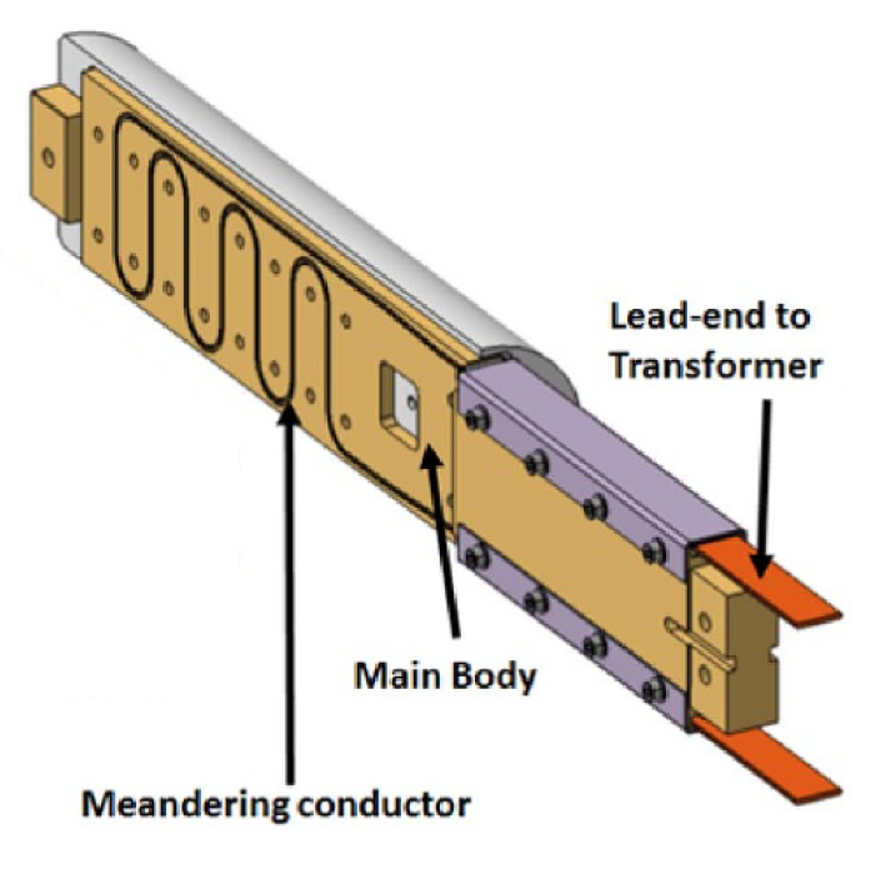 Lead-end to
Transformer
Main Body
Meandering conductor